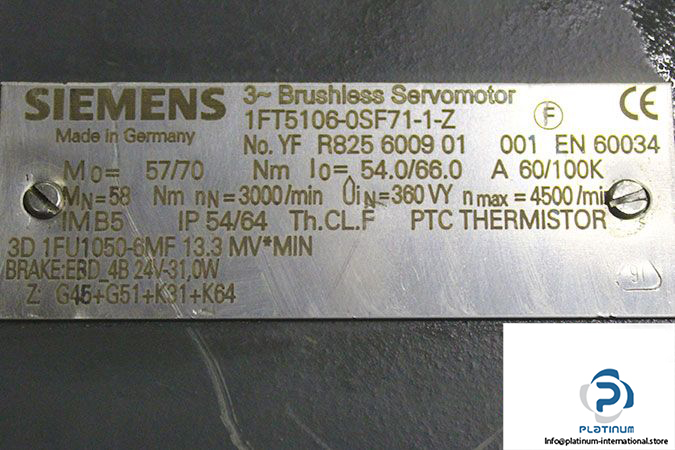 SIEMENS 3~ Brushless Servomotor
Made in Germany 1FT5106-0SF71-1-Z F CE
No. YF R825 6009 01 001 EN 60034
M0= 57/70 Nm I0= 54.0/66.0 A 60/100K
MN=58 Nm nN=3000/min ÛiN=360VY nmax=4500/min
IM B5 IP 54/64 Th.CL.F PTC THERMISTOR
3D 1FU1050-6MF 13.3 MV*MIN
BRAKE:EBD_4B 24V-31,0W
Z: G45+G51+K31+K64
PLATINUM
info@platinum-international.store